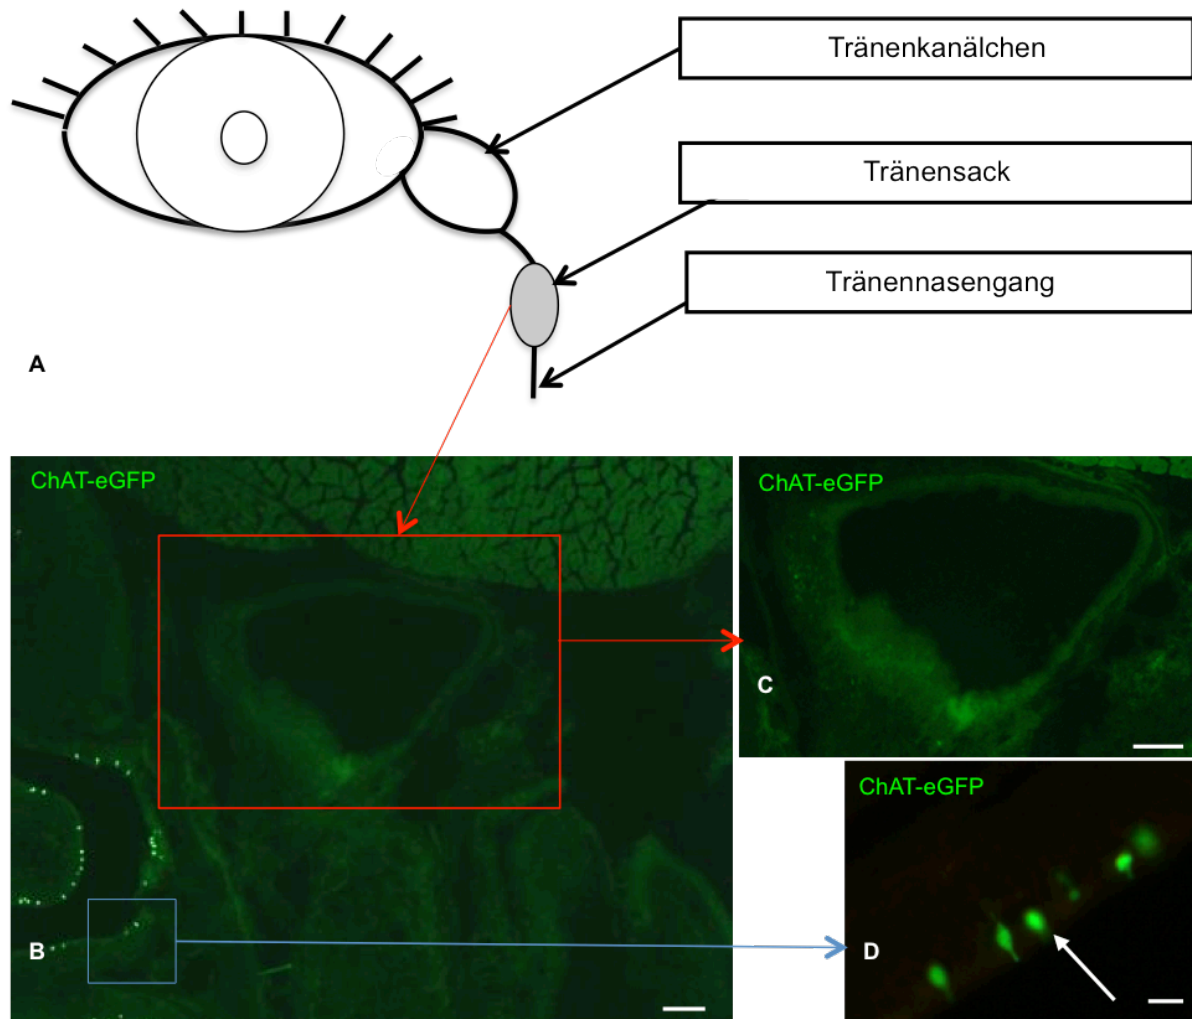 Tränenkanälchen
Tränensack
Tränennasengang
A
ChAT-eGFP
B
ChAT-eGFP
C
ChAT-eGFP
D